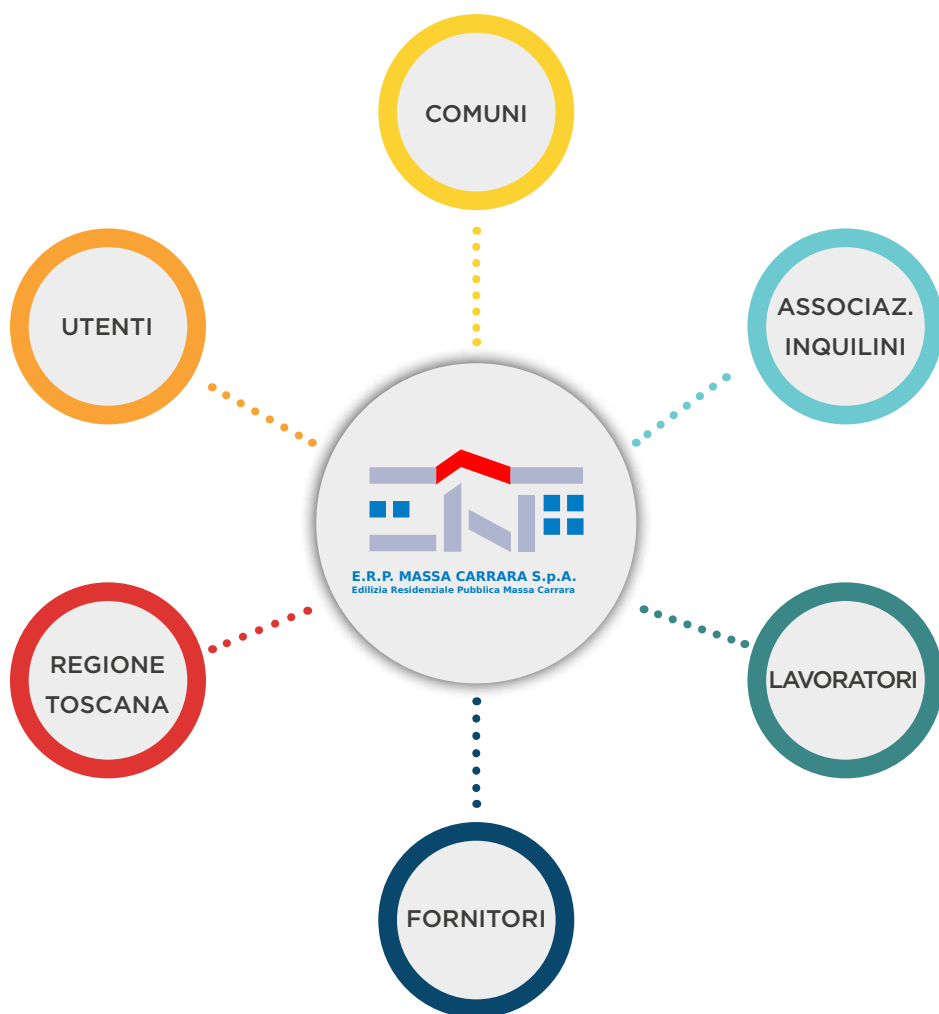 COMUNI
UTENTI
ASSOCIAZ.
INQUILINI
E.R.P. MASSA CARRARA S.p.A.
Edilizia Residenziale Pubblica Massa Carrara
REGIONE
TOSCANA
LAVORATORI
FORNITORI